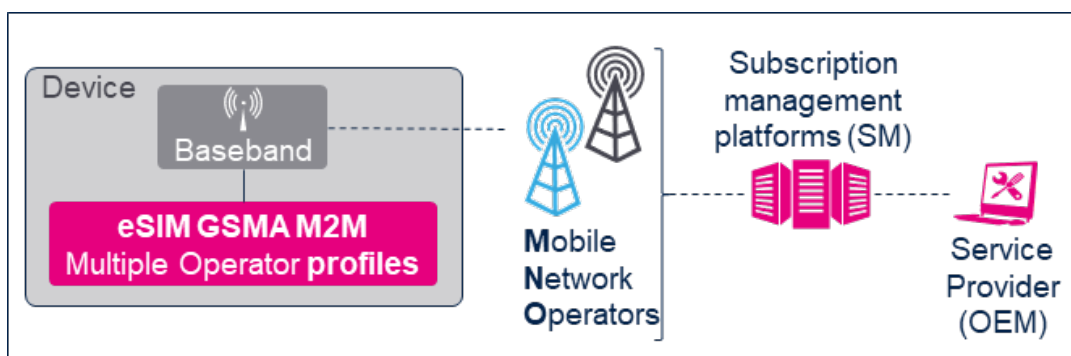 Device
Baseband
eSIM GSMA M2M
Multiple Operator profiles
Mobile
Network
Operators
Subscription
management
platforms (SM)
Service
Provider
(OEM)